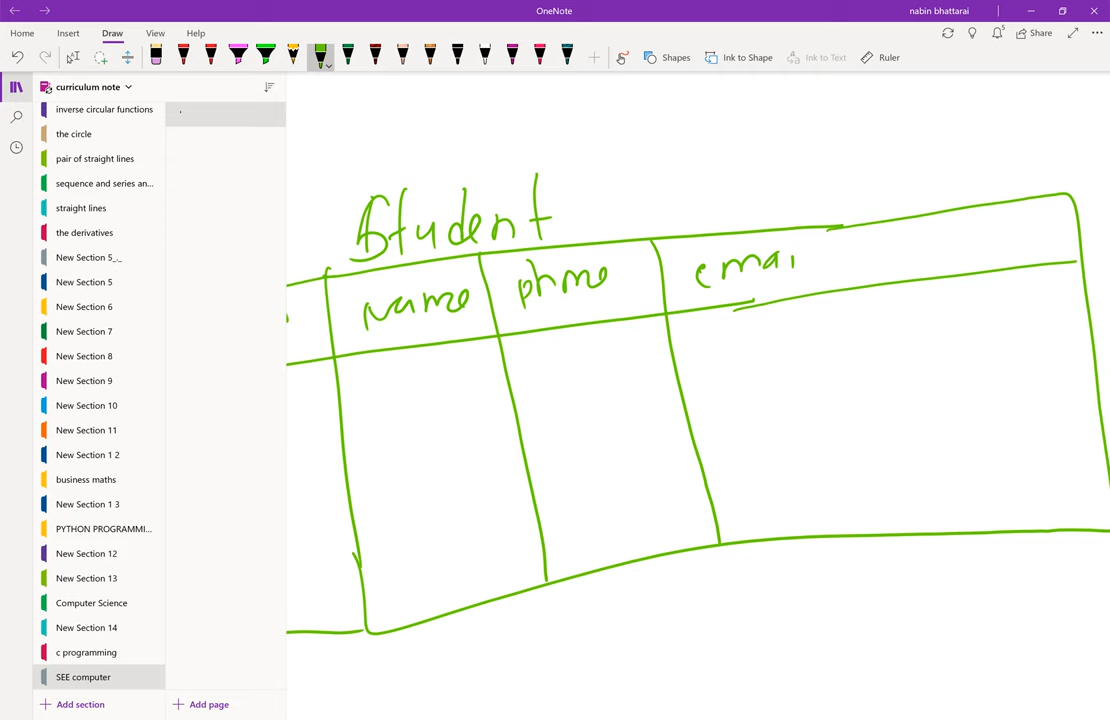 OneNote
nabin bhattarai
Home Insert Draw View Help
Share
Shapes Ink to Shape Ink to Text Ruler
curriculum note
inverse circular functions
the circle
pair of straight lines
sequence and series an...
straight lines
the derivatives
New Section 5_._
New Section 5
New Section 6
New Section 7
New Section 8
New Section 9
New Section 10
New Section 11
New Section 1 2
business maths
New Section 1 3
PYTHON PROGRAMMI...
New Section 12
New Section 13
Computer Science
New Section 14
c programming
SEE computer
Add section
Add page
Student
Name phone emai